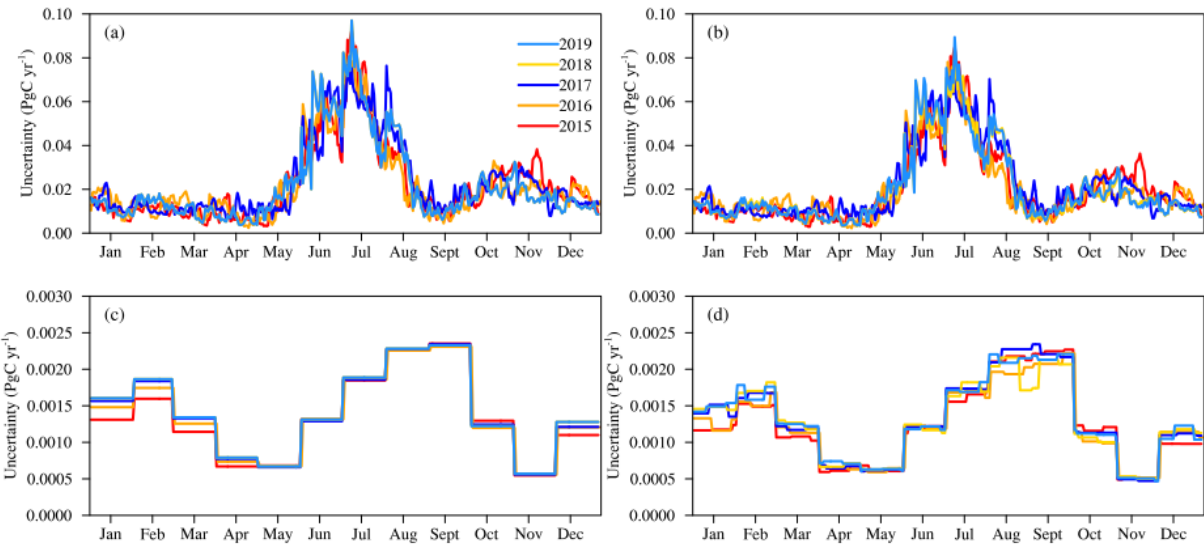 (a)
Uncertainty (PgC yr⁻¹)
0.10
0.08
0.06
0.04
0.02
0.00
2019
2018
2017
2016
2015
Jan Feb Mar Apr May Jun Jul Aug Sept Oct Nov Dec
(b)
Uncertainty (PgC yr⁻¹)
0.10
0.08
0.06
0.04
0.02
0.00
Jan Feb Mar Apr May Jun Jul Aug Sept Oct Nov Dec
(c)
Uncertainty (PgC yr⁻¹)
0.0030
0.0025
0.0020
0.0015
0.0010
0.0005
0.0000
Jan Feb Mar Apr May Jun Jul Aug Sept Oct Nov Dec
(d)
Uncertainty (PgC yr⁻¹)
0.0030
0.0025
0.0020
0.0015
0.0010
0.0005
0.0000
Jan Feb Mar Apr May Jun Jul Aug Sept Oct Nov Dec